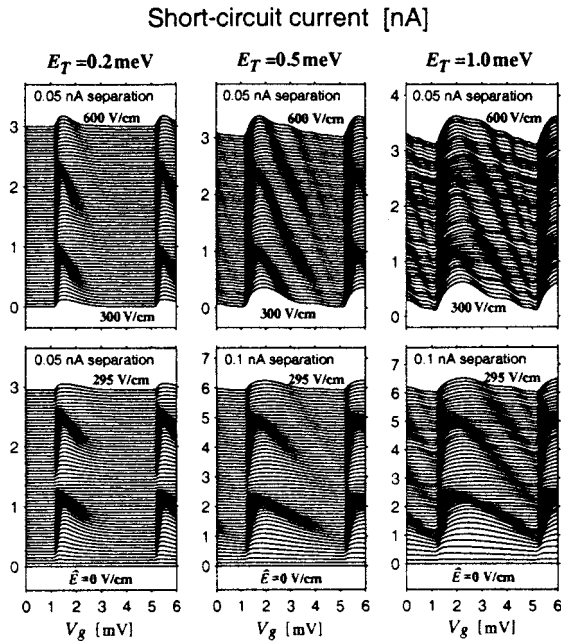 Short-circuit current [nA]
E_T = 0.2 meV
E_T = 0.5 meV
E_T = 1.0 meV
0.05 nA separation
600 V/cm
3
2
1
0
300 V/cm
0.05 nA separation
600 V/cm
3
2
1
0
300 V/cm
0.05 nA separation
600 V/cm
4
3
2
1
0
300 V/cm
0.05 nA separation
295 V/cm
3
2
1
0
Ê=0 V/cm
0 1 2 3 4 5 6
V_g [mV]
0.1 nA separation
295 V/cm
7
6
5
4
3
2
1
0
Ê=0 V/cm
0 1 2 3 4 5 6
V_g [mV]
0.1 nA separation
295 V/cm
7
6
5
4
3
2
1
0
Ê=0 V/cm
0 1 2 3 4 5 6
V_g [mV]